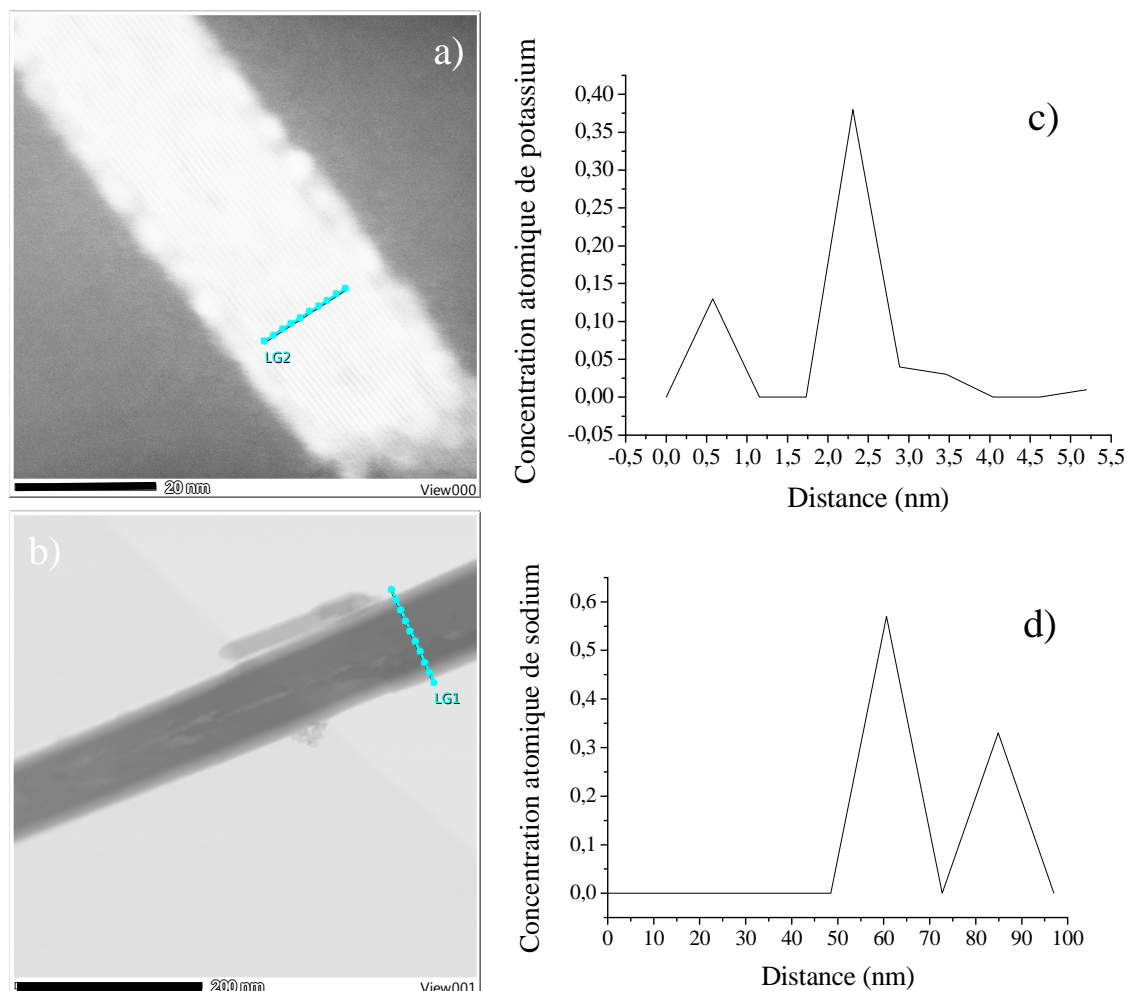 a)
LG2
20 nm
View000
c)
Concentration atomique de potassium
0,40
0,35
0,30
0,25
0,20
0,15
0,10
0,05
0,00
-0,05
-0,5 0,0 0,5 1,0 1,5 2,0 2,5 3,0 3,5 4,0 4,5 5,0 5,5
Distance (nm)
b)
LG1
200 nm
View001
d)
Concentration atomique de sodium
0,6
0,5
0,4
0,3
0,2
0,1
0,0
0 10 20 30 40 50 60 70 80 90 100
Distance (nm)